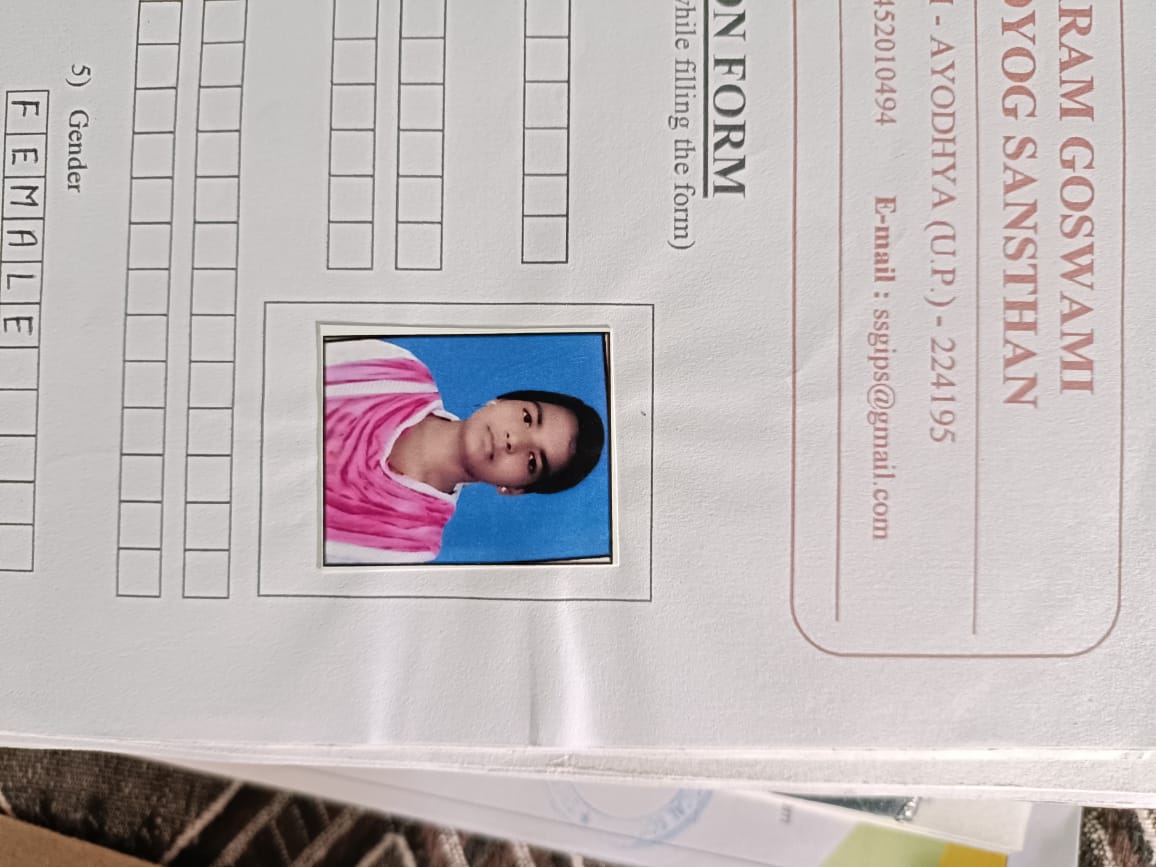 RAM GOSWAMI
YOG SANSTHAN
- AYODHYA (U.P.) - 224195
452010494 E-mail : ssgips@gmail.com
ON FORM
while filling the form)
5) Gender
FEMALE